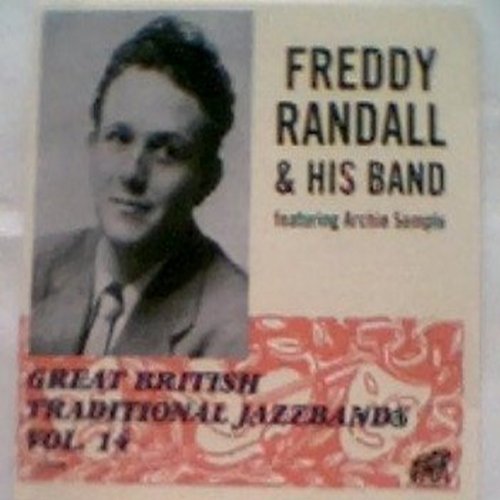 FREDDY
RANDALL
& HIS BAND
featuring Archie Semple
GREAT BRITISH
TRADITIONAL JAZZBANDS
VOL. 14